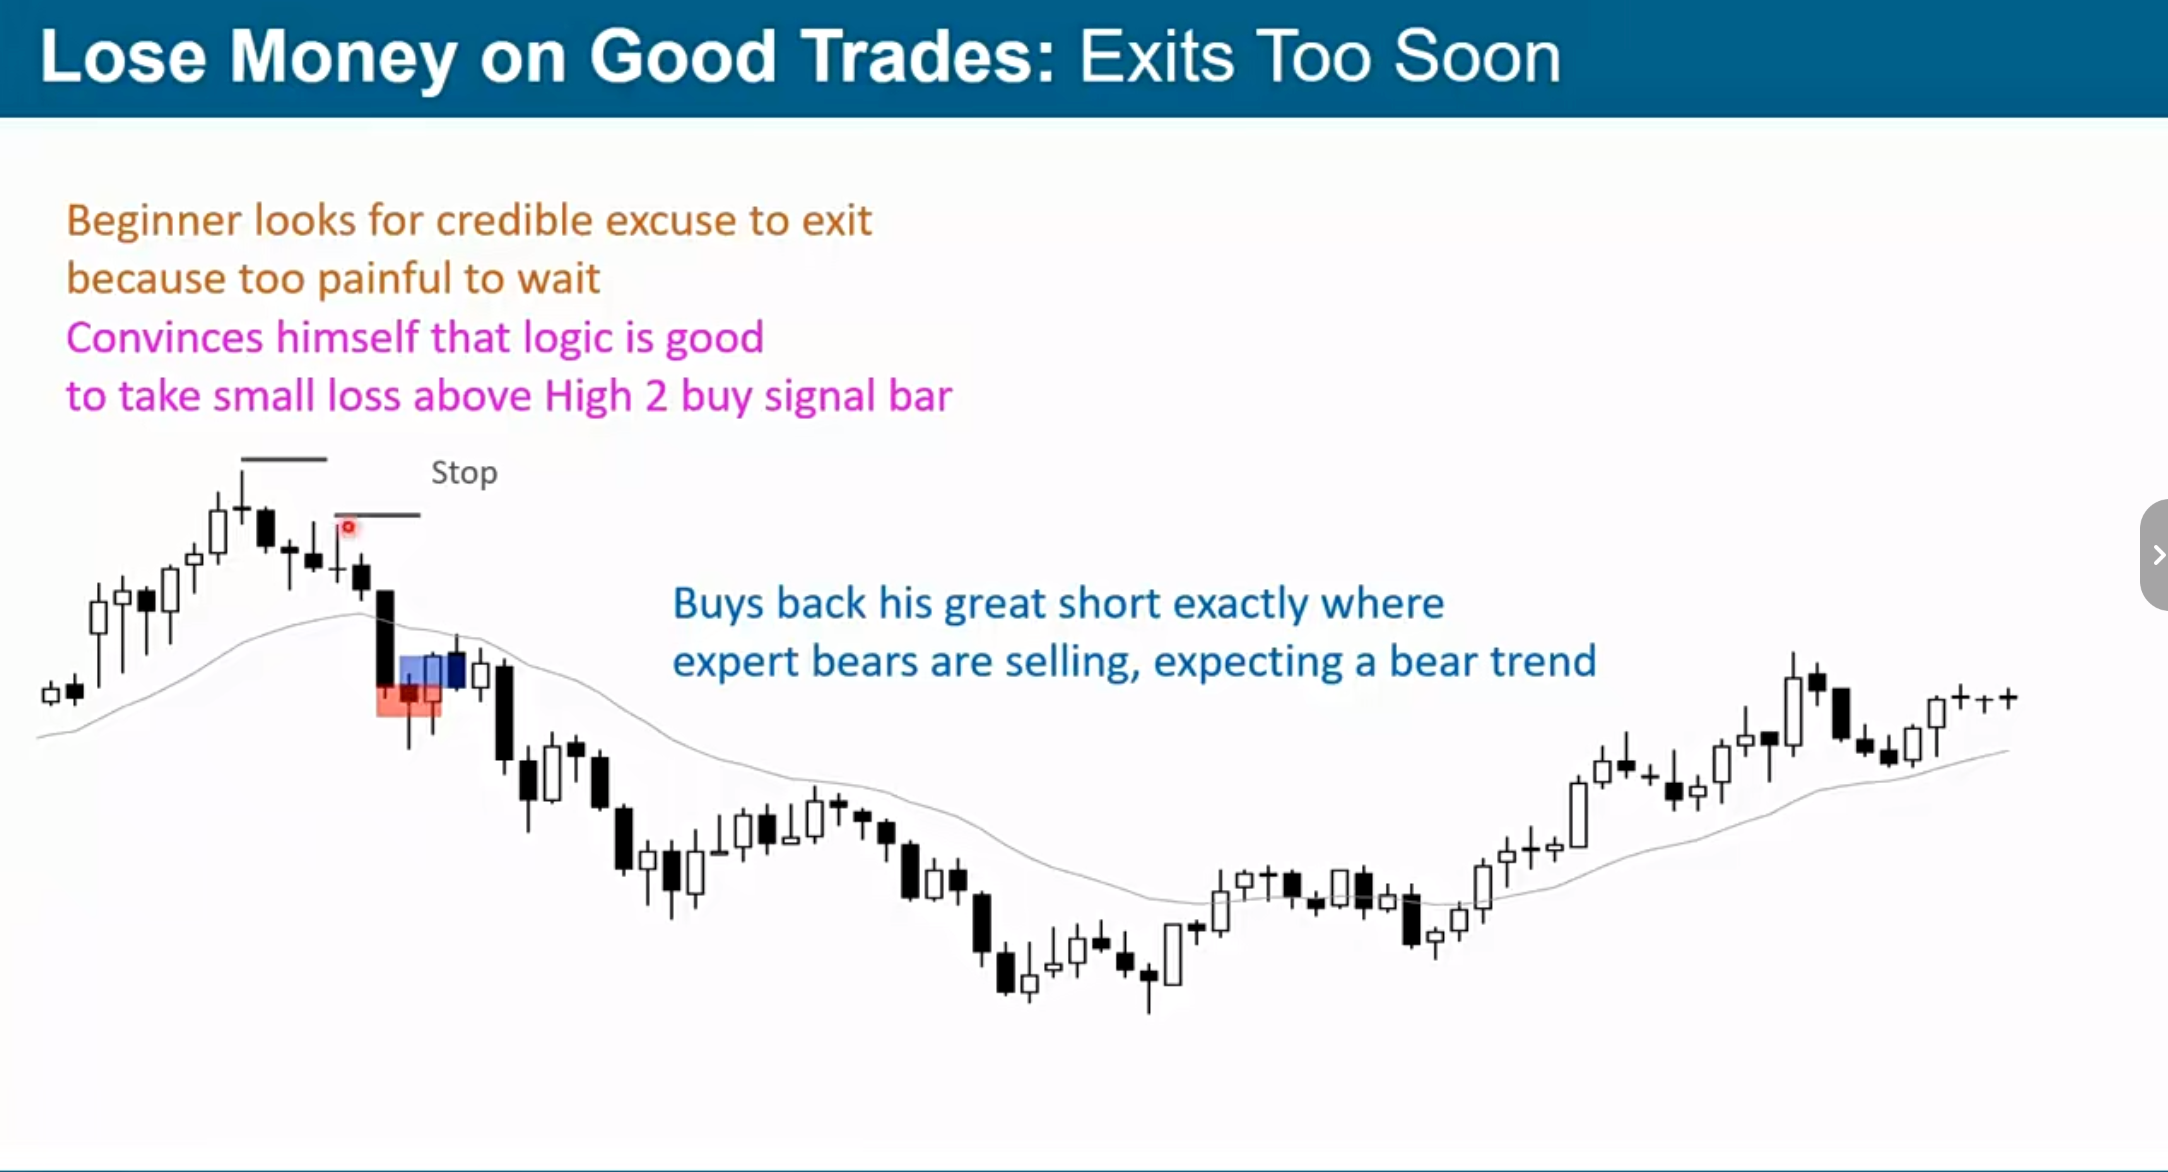 Lose Money on Good Trades: Exits Too Soon
Beginner looks for credible excuse to exit
because too painful to wait
Convinces himself that logic is good
to take small loss above High 2 buy signal bar
Stop
Buys back his great short exactly where
expert bears are selling, expecting a bear trend